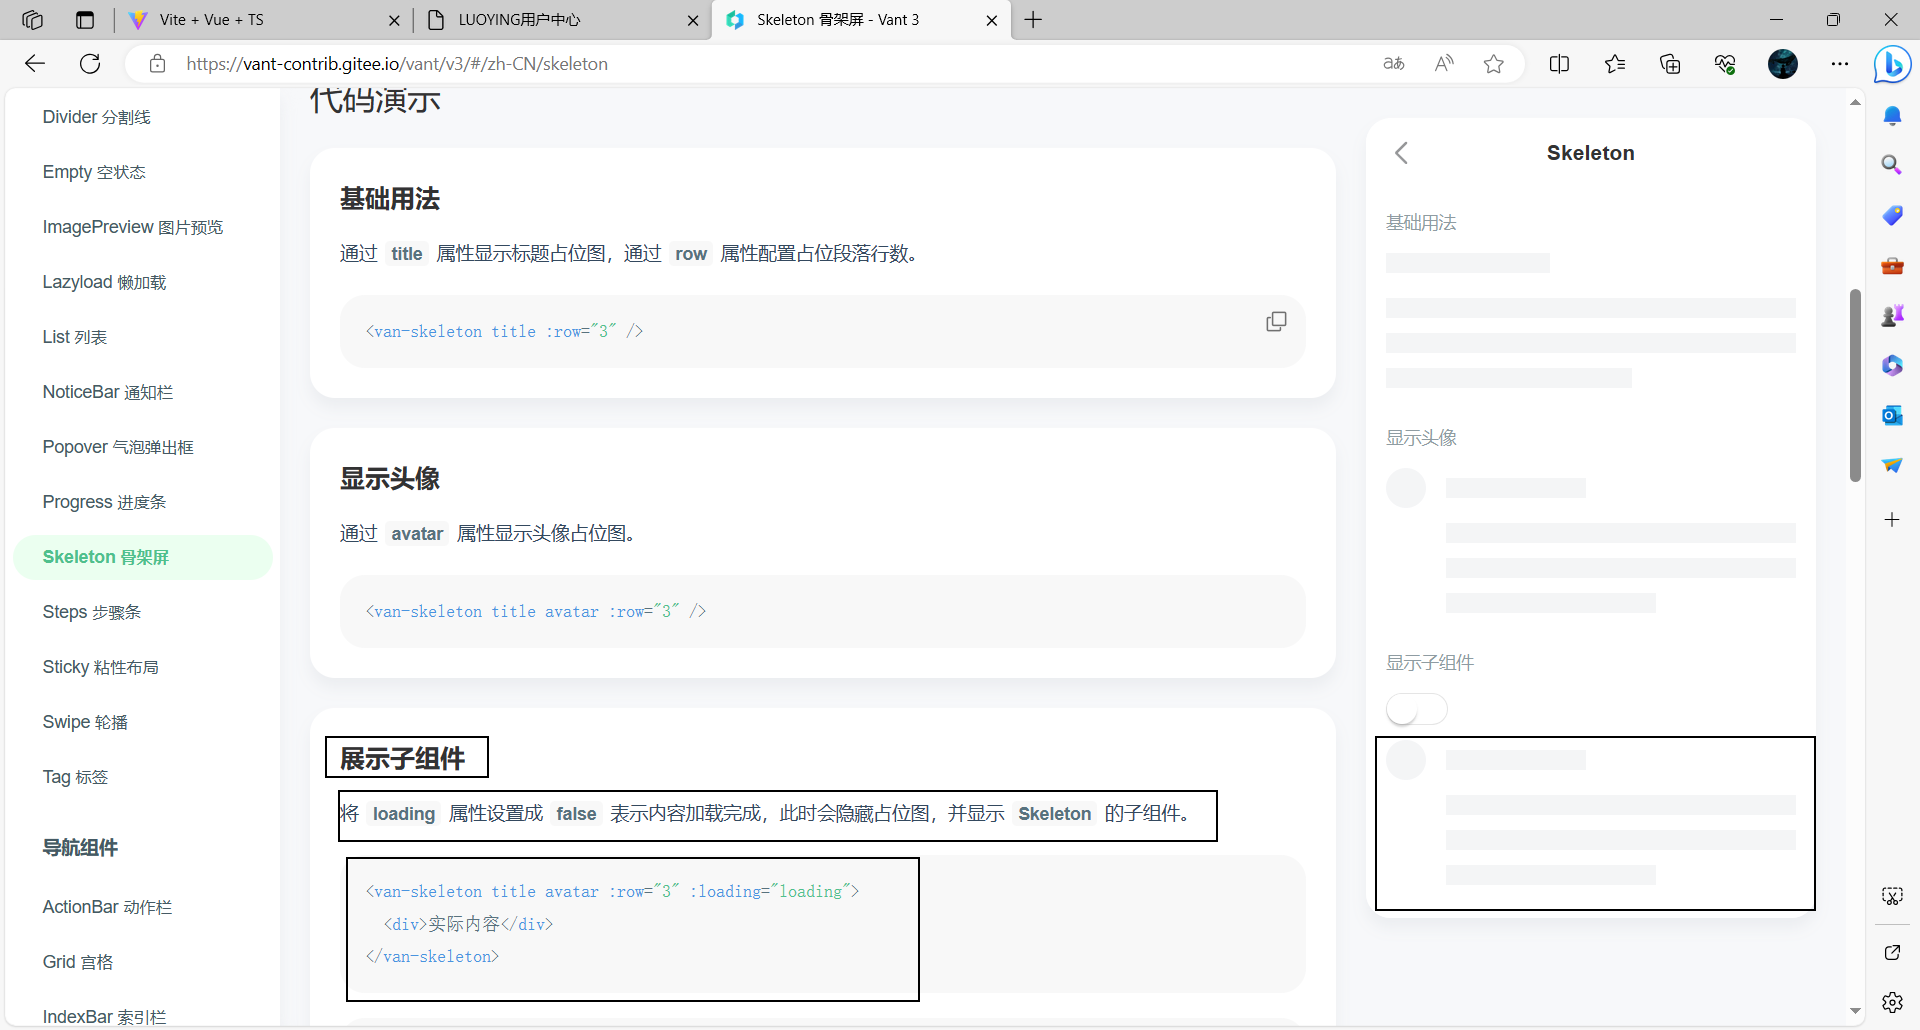 Vite + Vue + TS
LUOYING用户中心
Skeleton 骨架屏 - Vant 3
https://vant-contrib.gitee.io/vant/v3/#/zh-CN/skeleton
aあ
Divider 分割线
Empty 空状态
ImagePreview 图片预览
Lazyload 懒加载
List 列表
NoticeBar 通知栏
Popover 气泡弹出框
Progress 进度条
Skeleton 骨架屏
Steps 步骤条
Sticky 粘性布局
Swipe 轮播
Tag 标签
导航组件
ActionBar 动作栏
Grid 宫格
IndexBar 索引栏
代码演示
基础用法
通过 title 属性显示标题占位图，通过 row 属性配置占位段落行数。
<van-skeleton title :row="3" />
显示头像
通过 avatar 属性显示头像占位图。
<van-skeleton title avatar :row="3" />
展示子组件
将 loading 属性设置成 false 表示内容加载完成，此时会隐藏占位图，并显示 Skeleton 的子组件。
<van-skeleton title avatar :row="3" :loading="loading">
<div>实际内容</div>
</van-skeleton>
Skeleton
基础用法
显示头像
显示子组件